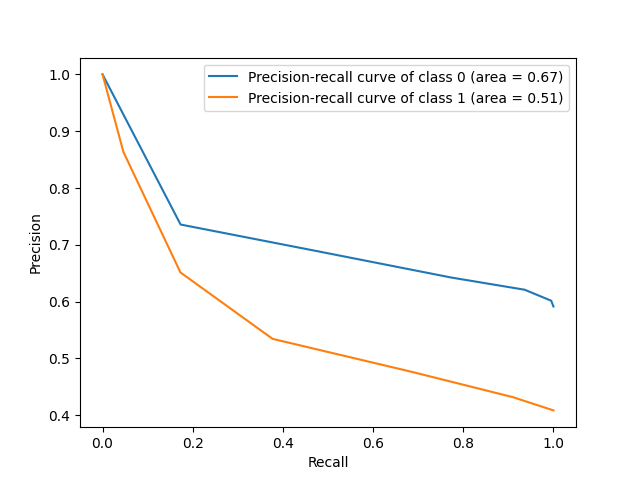 Precision-recall curve of class 0 (area = 0.67)
Precision-recall curve of class 1 (area = 0.51)
Precision
1.0
0.9
0.8
0.7
0.6
0.5
0.4
0.0 0.2 0.4 0.6 0.8 1.0
Recall